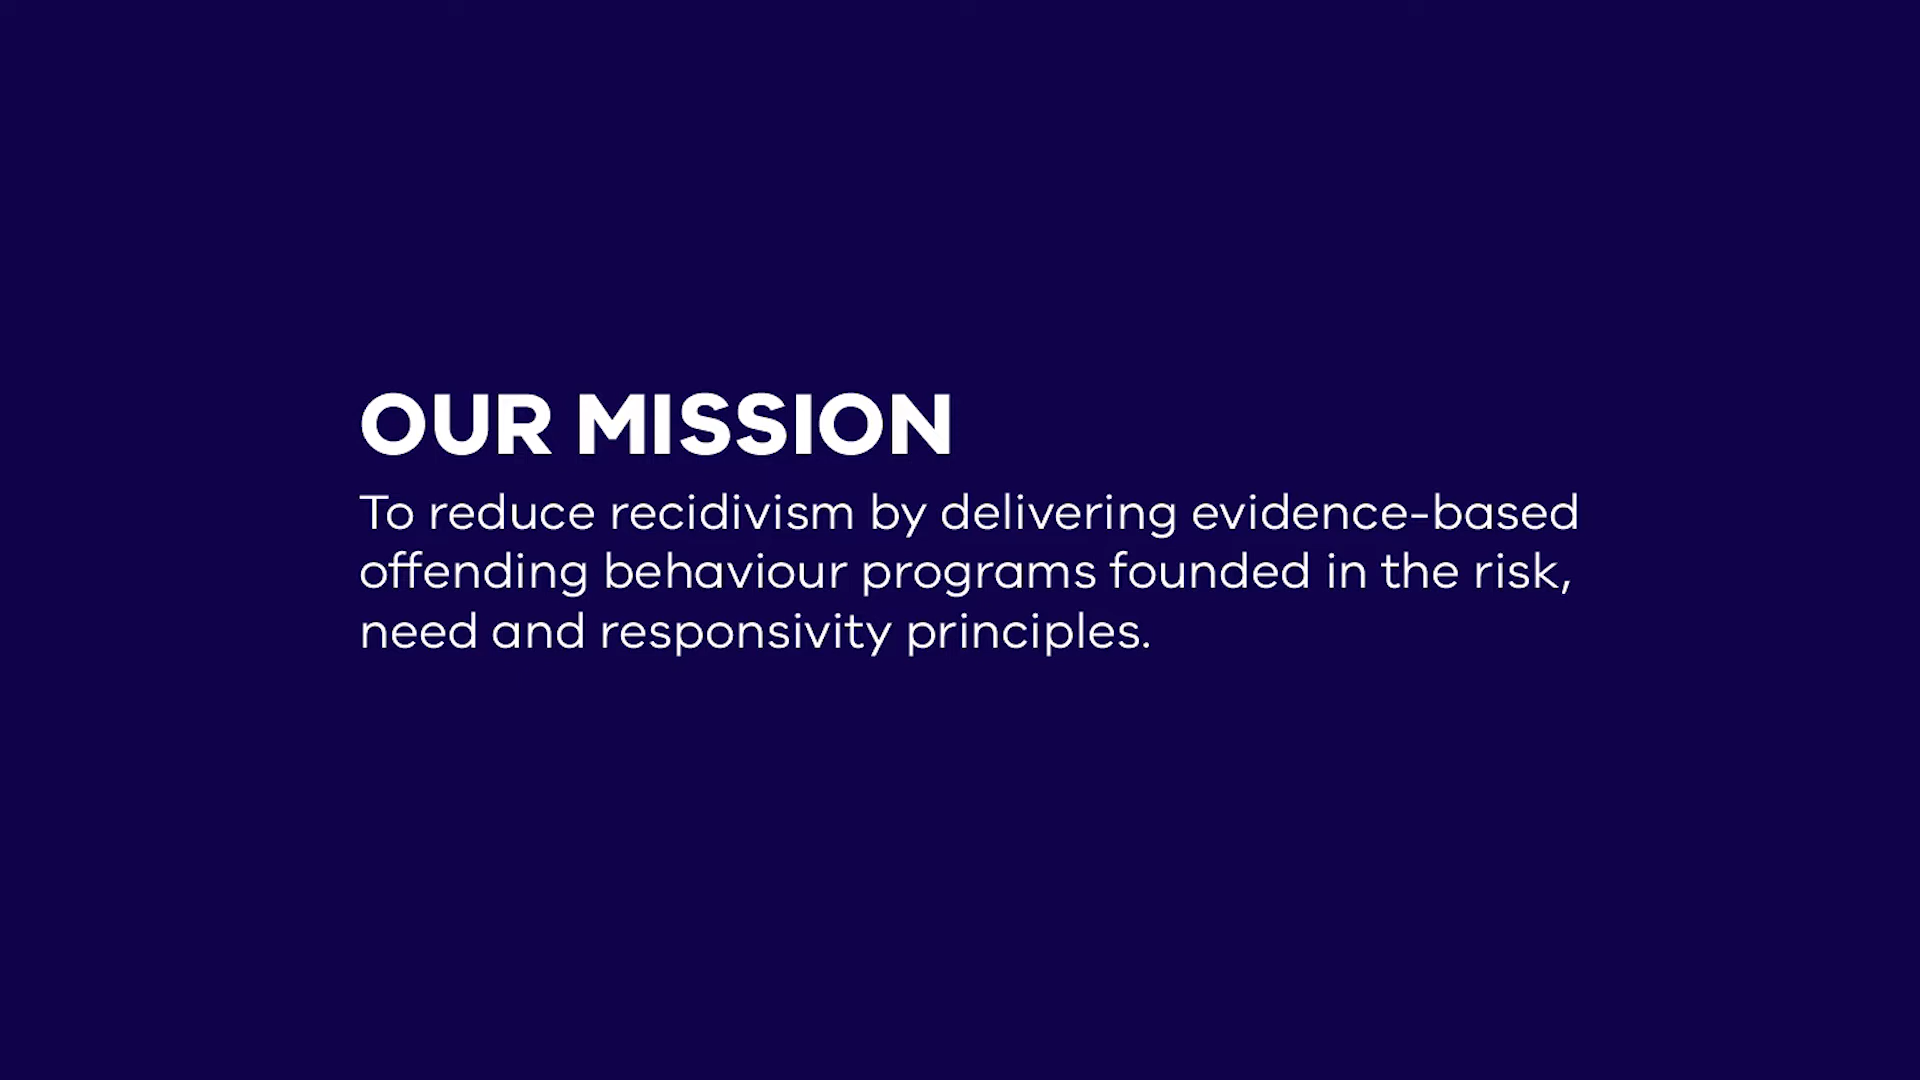 OUR MISSION
To reduce recidivism by delivering evidence-based
offending behaviour programs founded in the risk,
need and responsivity principles.